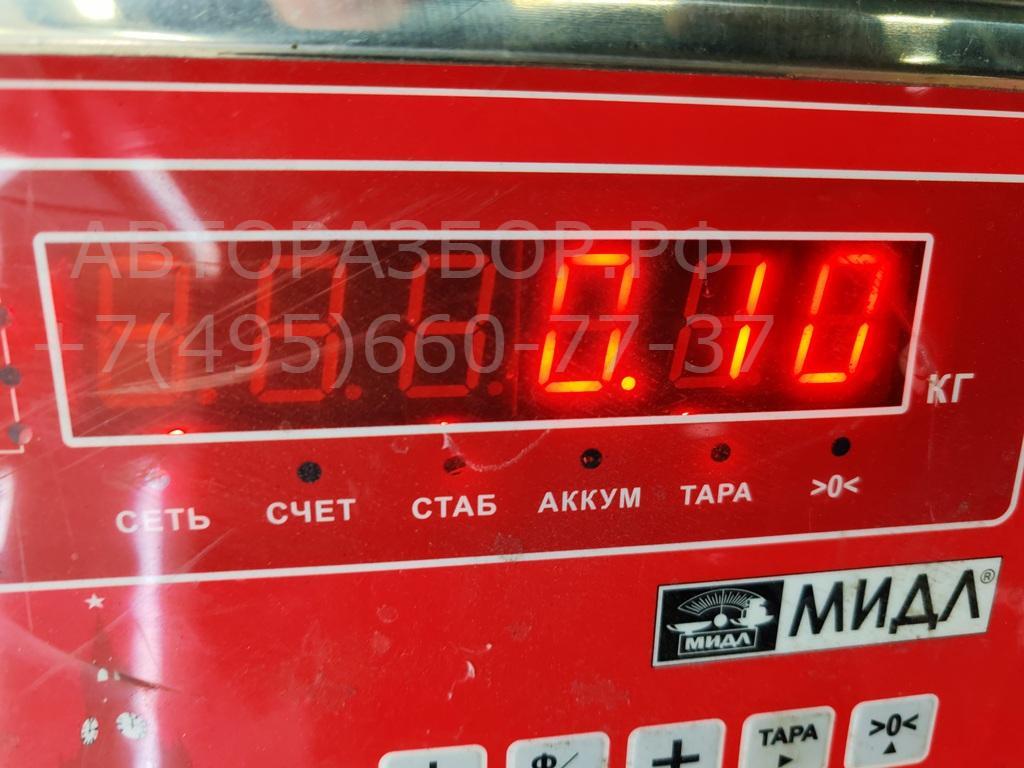 АВТОРАЗБОР.РФ
+7(495)660-77-37
0.10
КГ
СЕТЬ СЧЕТ СТАБ АККУМ ТАРА >0<
МИДЛ МИДЛ®
Ф/ + ТАРА >0<